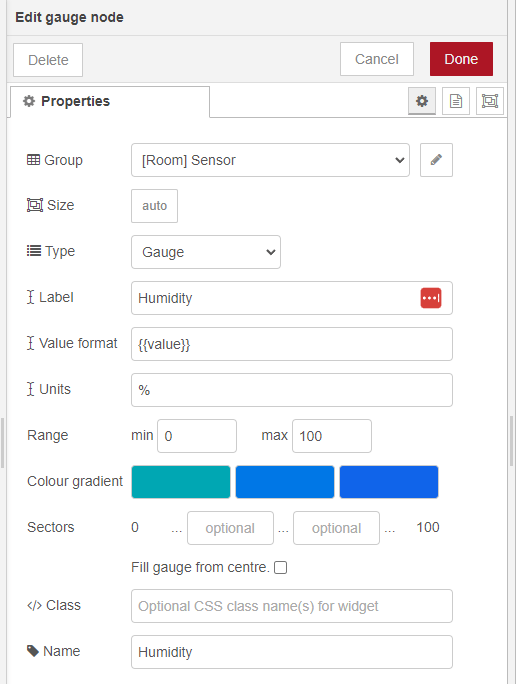 Edit gauge node
Delete
Cancel
Done
Properties
Group
[Room] Sensor
Size
auto
Type
Gauge
Label
Humidity
Value format
{{value}}
Units
%
Range
min 0
max 100
Colour gradient
Sectors
0 ... optional ... optional ... 100
Fill gauge from centre.
</> Class
Optional CSS class name(s) for widget
Name
Humidity